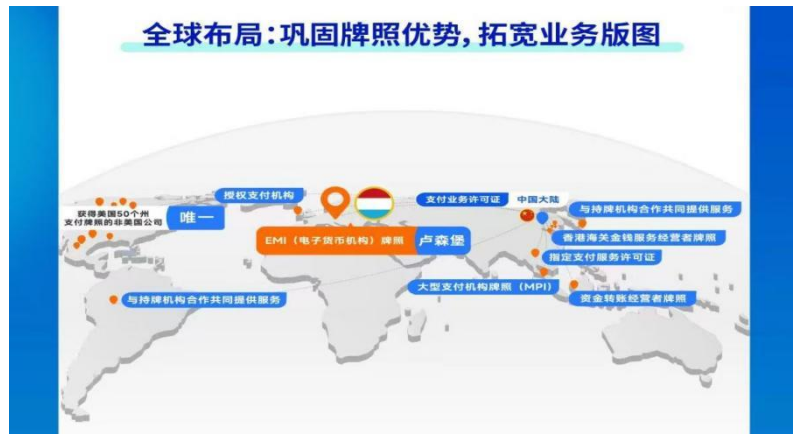 全球布局:巩固牌照优势,拓宽业务版图
授权支付机构
支付业务许可证
中国大陆
获得美国50个州
支付牌照的非美国公司
唯一
与持牌机构合作共同提供服务
EMI(电子货币机构)牌照
卢森堡
香港海关金钱服务经营者牌照
指定支付服务许可证
大型支付机构牌照(MPI)
与持牌机构合作共同提供服务
资金转账经营者牌照